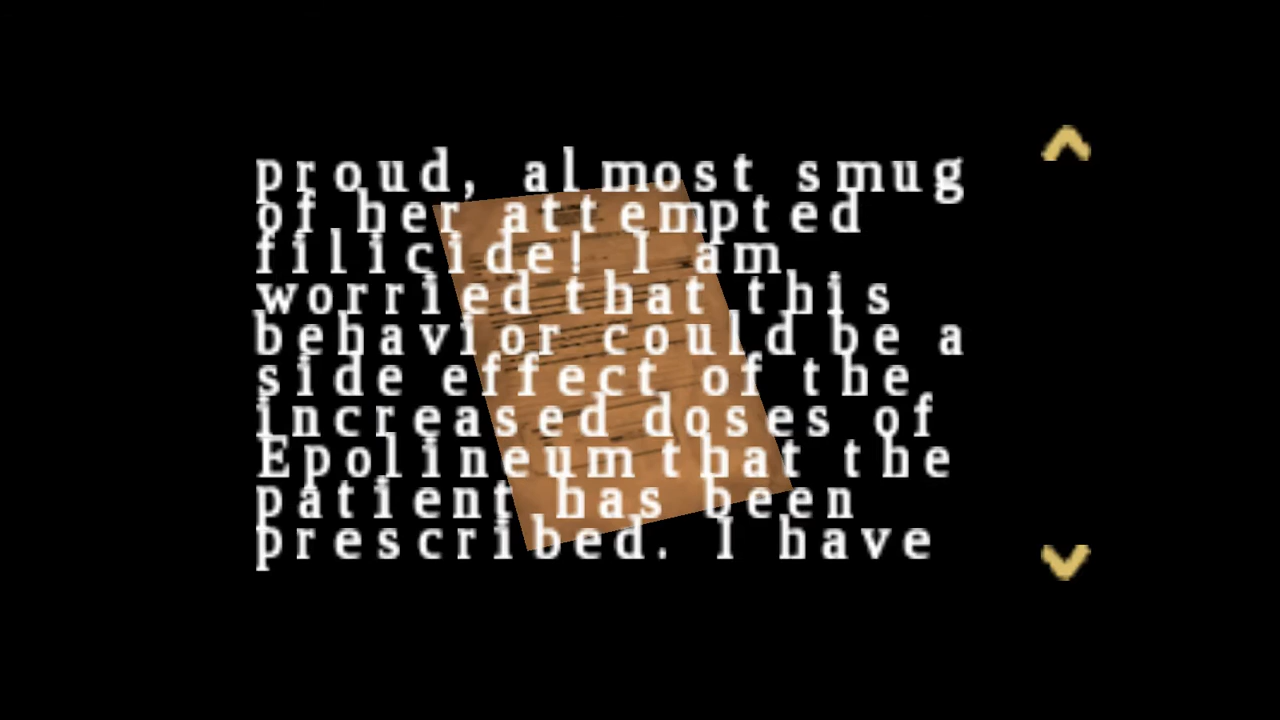 proud, almost smug
of her attempted
filicide! I am
worried that this
behavior could be a
side effect of the
increased doses of
Epolineum that the
patient has been
prescribed. I have